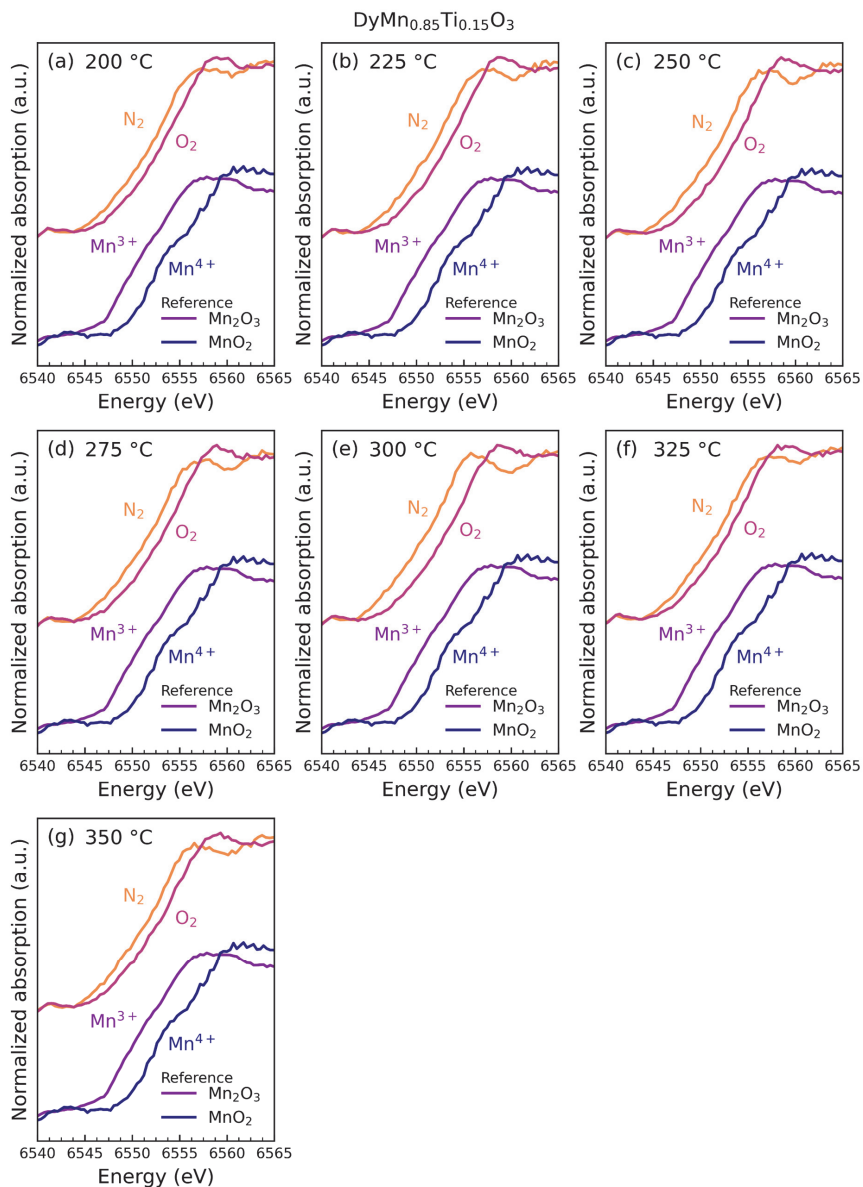 DyMn₀.₈₅Ti₀.₁₅O₃
(a) 200 °C
N₂
O₂
Mn³⁺
Mn⁴⁺
Reference
Mn₂O₃
MnO₂
Normalized absorption (a.u.)
6540 6545 6550 6555 6560 6565
Energy (eV)
(b) 225 °C
N₂
O₂
Mn³⁺
Mn⁴⁺
Reference
Mn₂O₃
MnO₂
Normalized absorption (a.u.)
6540 6545 6550 6555 6560 6565
Energy (eV)
(c) 250 °C
N₂
O₂
Mn³⁺
Mn⁴⁺
Reference
Mn₂O₃
MnO₂
Normalized absorption (a.u.)
6540 6545 6550 6555 6560 6565
Energy (eV)
(d) 275 °C
N₂
O₂
Mn³⁺
Mn⁴⁺
Reference
Mn₂O₃
MnO₂
Normalized absorption (a.u.)
6540 6545 6550 6555 6560 6565
Energy (eV)
(e) 300 °C
N₂
O₂
Mn³⁺
Mn⁴⁺
Reference
Mn₂O₃
MnO₂
Normalized absorption (a.u.)
6540 6545 6550 6555 6560 6565
Energy (eV)
(f) 325 °C
N₂
O₂
Mn³⁺
Mn⁴⁺
Reference
Mn₂O₃
MnO₂
Normalized absorption (a.u.)
6540 6545 6550 6555 6560 6565
Energy (eV)
(g) 350 °C
N₂
O₂
Mn³⁺
Mn⁴⁺
Reference
Mn₂O₃
MnO₂
Normalized absorption (a.u.)
6540 6545 6550 6555 6560 6565
Energy (eV)